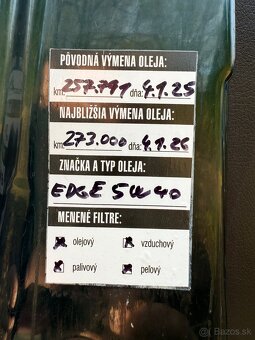 PÔVODNÁ VÝMENA OLEJA:
km: 257.791 dňa: 4.1.25
NAJBLIŽŠIA VÝMENA OLEJA:
km: 273.000 dňa: 4.1.26
ZNAČKA A TYP OLEJA:
EDGE 5W40
MENENÉ FILTRE:
olejový vzduchový
palivový peľový
bazos.sk